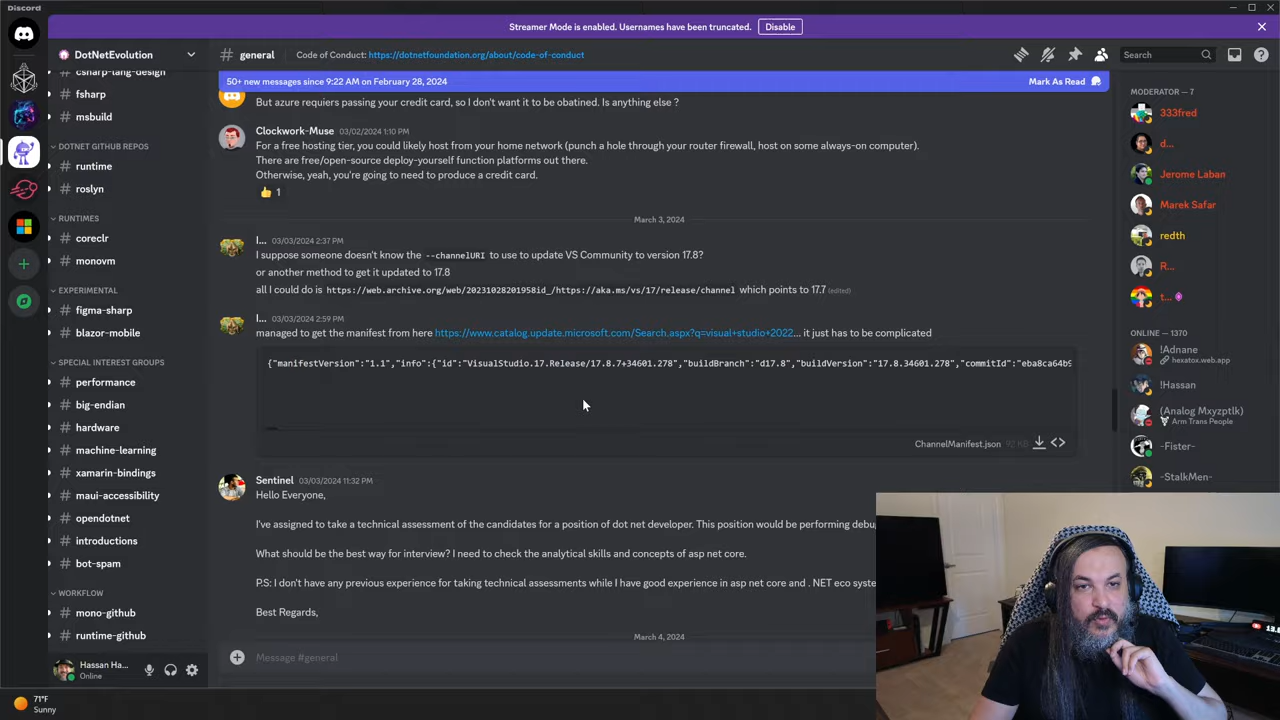 Discord
Streamer Mode is enabled. Usernames have been truncated.
Disable
DotNetEvolution
# general
Code of Conduct: https://dotnetfoundation.org/about/code-of-conduct
Search
50+ new messages since 9:22 AM on February 28, 2024
Mark As Read
csharp-lang-design
# fsharp
# msbuild
DOTNET GITHUB REPOS
# runtime
# roslyn
RUNTIMES
# coreclr
# monovm
EXPERIMENTAL
# figma-sharp
# blazor-mobile
SPECIAL INTEREST GROUPS
# performance
# big-endian
# hardware
# machine-learning
# xamarin-bindings
# maui-accessibility
# opendotnet
# introductions
# bot-spam
WORKFLOW
# mono-github
# runtime-github
Hassan Ha...
Online
But azure requiers passing your credit card, so I don't want it to be obatined. Is anything else ?
Clockwork-Muse 03/02/2024 1:10 PM
For a free hosting tier, you could likely host from your home network (punch a hole through your router firewall, host on some always-on computer).
There are free/open-source deploy-yourself function platforms out there.
Otherwise, yeah, you're going to need to produce a credit card.
👍 1
March 3, 2024
I... 03/03/2024 2:37 PM
I suppose someone doesn't know the --channelURI to use to update VS Community to version 17.8?
or another method to get it updated to 17.8
all I could do is https://web.archive.org/web/20231028201958id_/https://aka.ms/vs/17/release/channel which points to 17.7 (edited)
I... 03/03/2024 2:59 PM
managed to get the manifest from here https://www.catalog.update.microsoft.com/Search.aspx?q=visual+studio+2022... it just has to be complicated
{"manifestVersion":"1.1","info":{"id":"VisualStudio.17.Release/17.8.7+34601.278","buildBranch":"d17.8","buildVersion":"17.8.34601.278","commitId":"eba8ca64b9
ChannelManifest.json 92 KB
Sentinel 03/03/2024 11:32 PM
Hello Everyone,
I've assigned to take a technical assessment of the candidates for a position of dot net developer. This position would be performing debu
What should be the best way for interview? I need to check the analytical skills and concepts of asp net core.
P.S: I don't have any previous experience for taking technical assessments while I have good experience in asp net core and . NET eco syste
Best Regards,
March 4, 2024
Message #general
MODERATOR — 7
333fred
d...
Jerome Laban
Marek Safar
redth
R...
t...
ONLINE — 1370
!Adnane
hexatox.web.app
!Hassan
(Analog Mxyzptlk)
Arm Trans People
-Fister-
-StalkMen-
71°F
Sunny